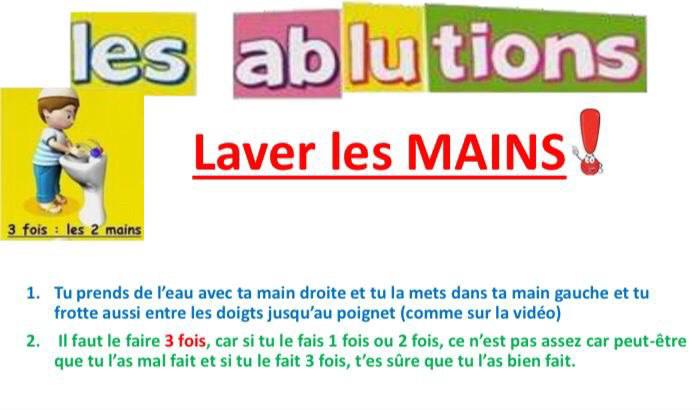 les ablutions
Laver les MAINS
3 fois : les 2 mains
1. Tu prends de l'eau avec ta main droite et tu la mets dans ta main gauche et tu
frotte aussi entre les doigts jusqu'au poignet (comme sur la vidéo)
2. Il faut le faire 3 fois, car si tu le fais 1 fois ou 2 fois, ce n'est pas assez car peut-être
que tu l'as mal fait et si tu le fait 3 fois, t'es sûre que tu l'as bien fait.